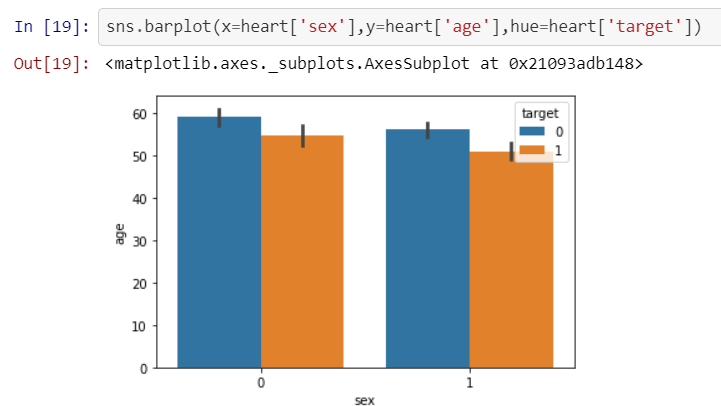 In [19]: sns.barplot(x=heart['sex'],y=heart['age'],hue=heart['target'])
Out[19]: <matplotlib.axes._subplots.AxesSubplot at 0x21093adb148>
target
0
1
60
50
40
30
20
10
0
age
0 1
sex